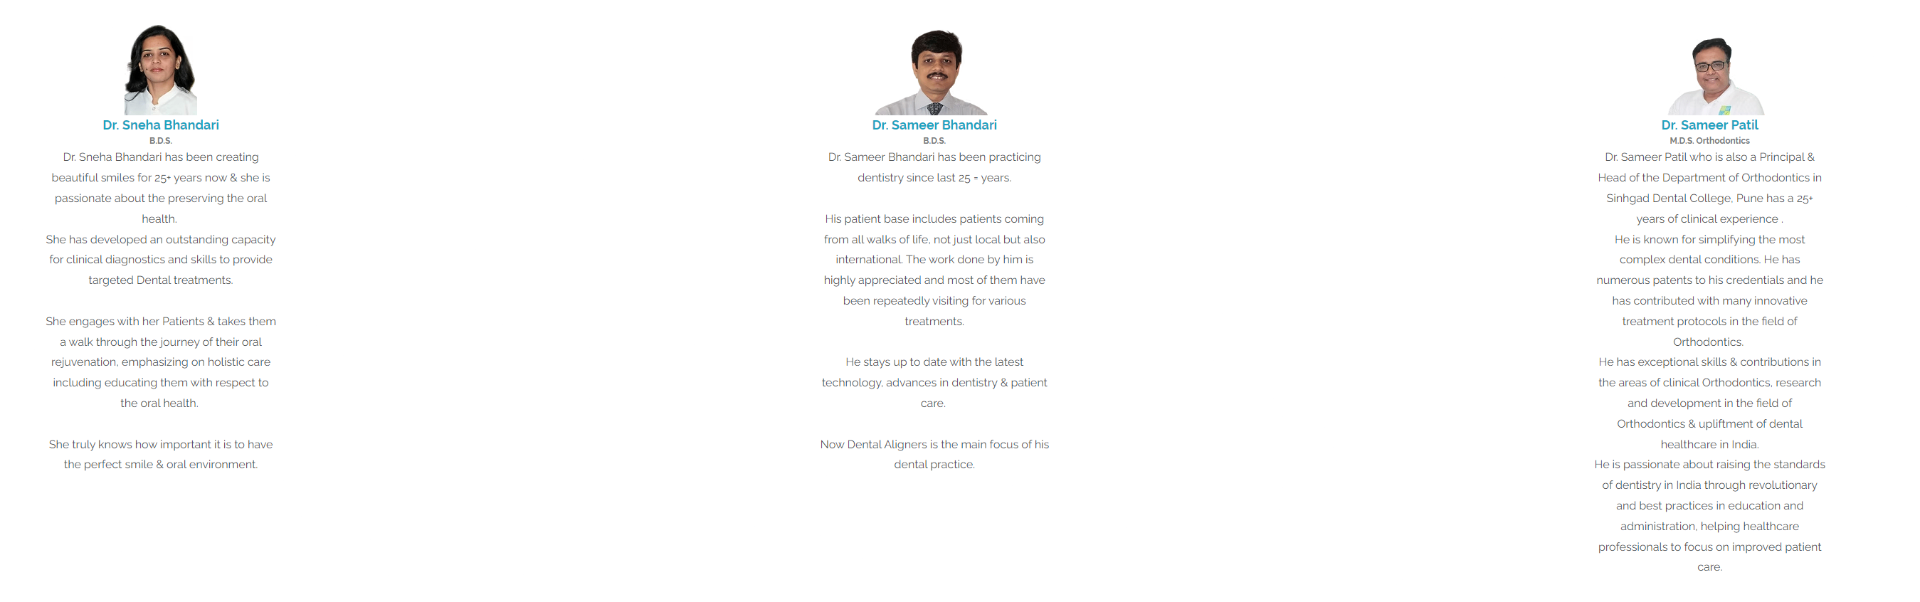 Dr. Sneha Bhandari
B.D.S.
Dr. Sneha Bhandari has been creating
beautiful smiles for 25+ years now & she is
passionate about the preserving the oral
health.
She has developed an outstanding capacity
for clinical diagnostics and skills to provide
targeted Dental treatments.
She engages with her Patients & takes them
a walk through the journey of their oral
rejuvenation, emphasizing on holistic care
including educating them with respect to
the oral health.
She truly knows how important it is to have
the perfect smile & oral environment.
Dr. Sameer Bhandari
B.D.S.
Dr. Sameer Bhandari has been practicing
dentistry since last 25 = years.
His patient base includes patients coming
from all walks of life, not just local but also
international. The work done by him is
highly appreciated and most of them have
been repeatedly visiting for various
treatments.
He stays up to date with the latest
technology, advances in dentistry & patient
care.
Now Dental Aligners is the main focus of his
dental practice.
Dr. Sameer Patil
M.D.S. Orthodontics
Dr. Sameer Patil who is also a Principal &
Head of the Department of Orthodontics in
Sinhgad Dental College, Pune has a 25+
years of clinical experience .
He is known for simplifying the most
complex dental conditions. He has
numerous patents to his credentials and he
has contributed with many innovative
treatment protocols in the field of
Orthodontics.
He has exceptional skills & contributions in
the areas of clinical Orthodontics, research
and development in the field of
Orthodontics & upliftment of dental
healthcare in India.
He is passionate about raising the standards
of dentistry in India through revolutionary
and best practices in education and
administration, helping healthcare
professionals to focus on improved patient
care.